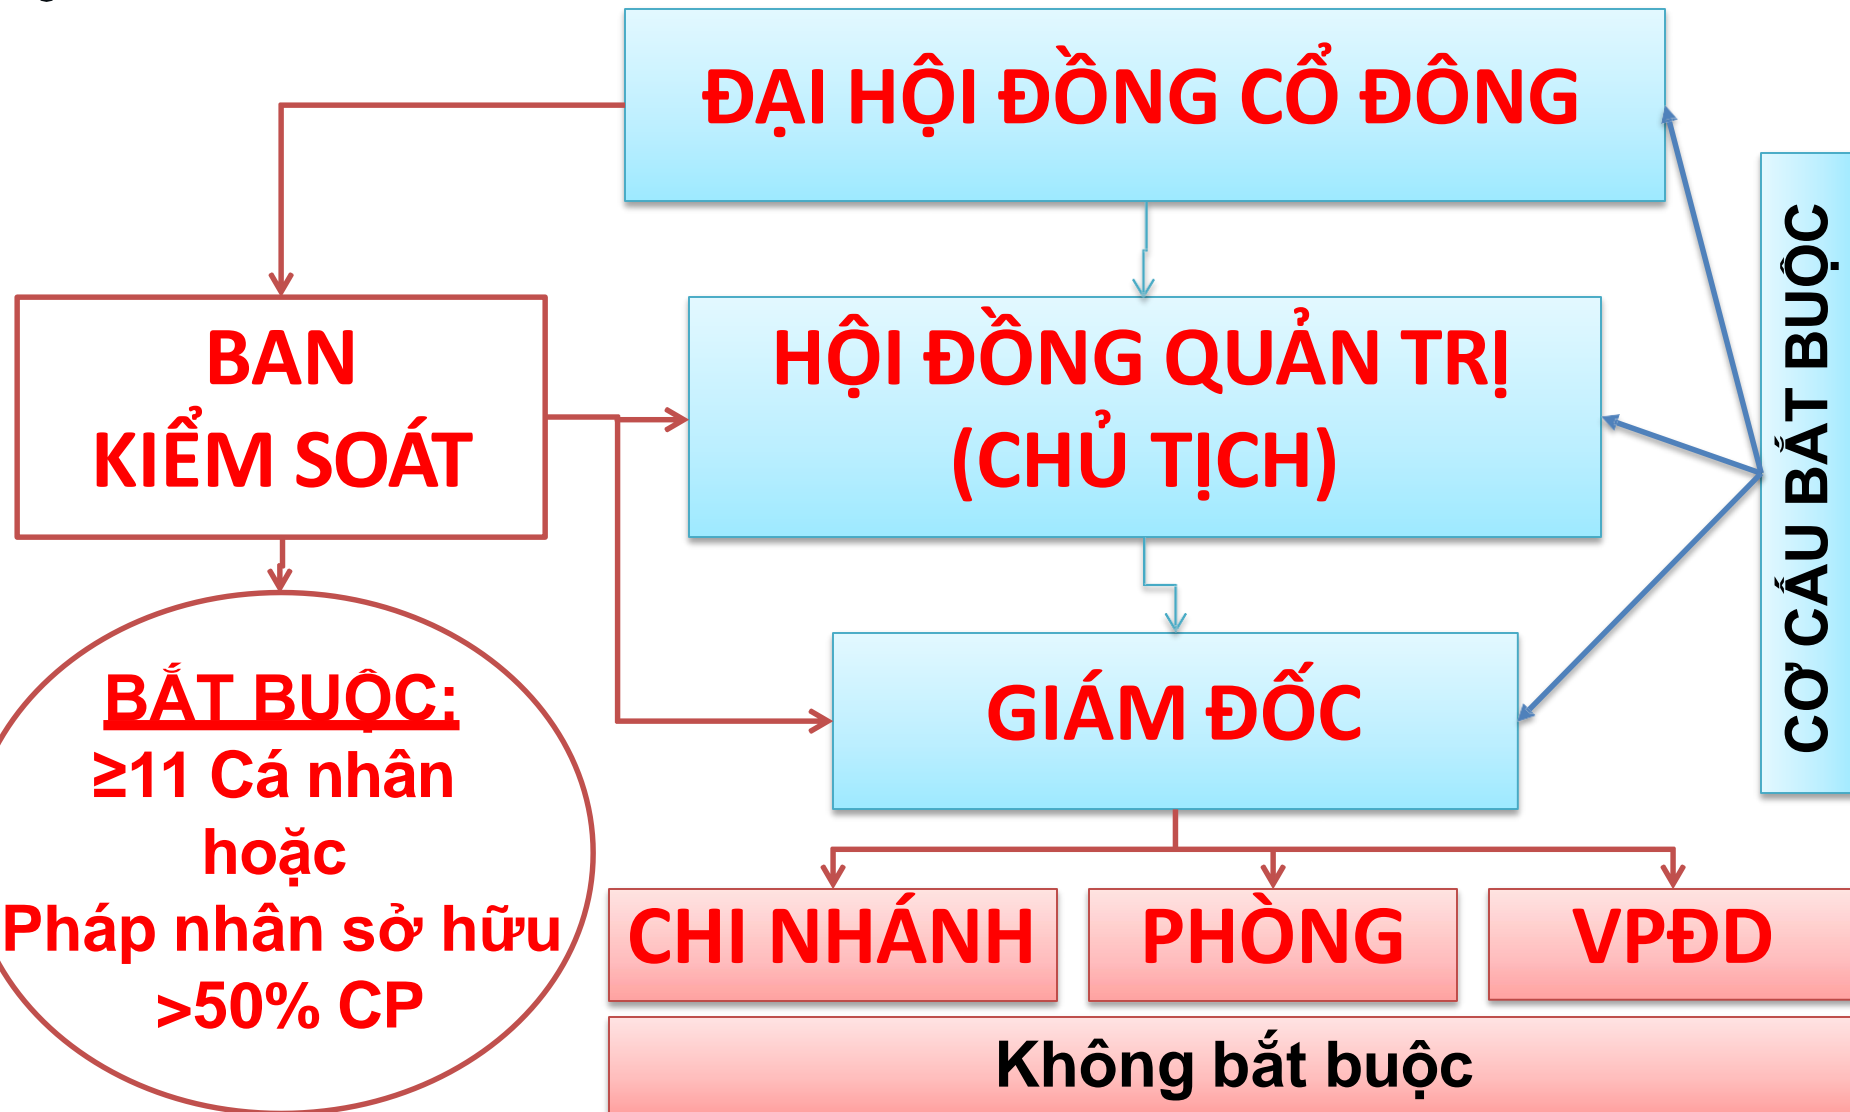 ĐẠI HỘI ĐỒNG CỔ ĐÔNG
BAN
KIỂM SOÁT
HỘI ĐỒNG QUẢN TRỊ
(CHỦ TỊCH)
CƠ CẤU BẮT BUỘC
GIÁM ĐỐC
BẮT BUỘC:
≥11 Cá nhân
hoặc
Pháp nhân sở hữu
>50% CP
CHI NHÁNH
PHÒNG
VPĐD
Không bắt buộc